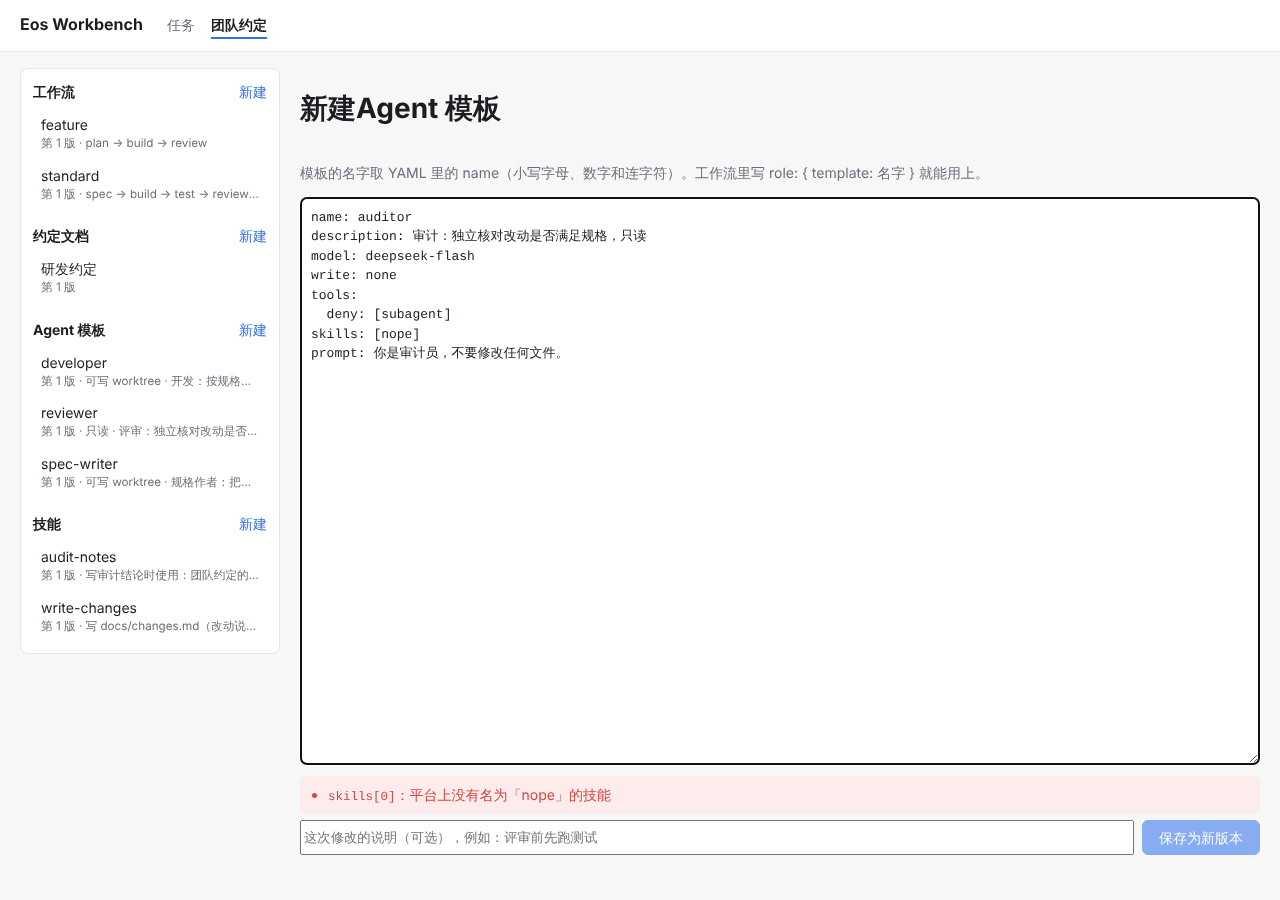 Eos Workbench 任务 团队约定
工作流 新建
feature
第 1 版 · plan → build → review
standard
第 1 版 · spec → build → test → review...
约定文档 新建
研发约定
第 1 版
Agent 模板 新建
developer
第 1 版 · 可写 worktree · 开发：按规格...
reviewer
第 1 版 · 只读 · 评审：独立核对改动是否...
spec-writer
第 1 版 · 可写 worktree · 规格作者：把...
技能 新建
audit-notes
第 1 版 · 写审计结论时使用：团队约定的...
write-changes
第 1 版 · 写 docs/changes.md（改动说...
新建Agent 模板
模板的名字取 YAML 里的 name（小写字母、数字和连字符）。工作流里写 role: { template: 名字 } 就能用上。
name: auditor
description: 审计：独立核对改动是否满足规格，只读
model: deepseek-flash
write: none
tools:
  deny: [subagent]
skills: [nope]
prompt: 你是审计员，不要修改任何文件。
skills[0]：平台上没有名为「nope」的技能
这次修改的说明（可选），例如：评审前先跑测试 保存为新版本